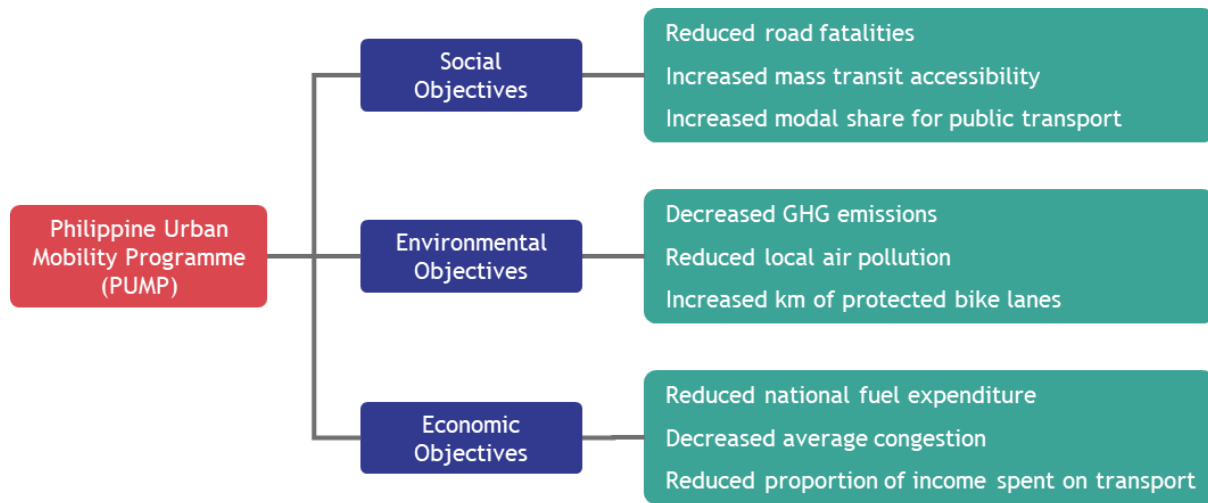 Philippine Urban
Mobility Programme
(PUMP)
Social
Objectives
Reduced road fatalities
Increased mass transit accessibility
Increased modal share for public transport
Environmental
Objectives
Decreased GHG emissions
Reduced local air pollution
Increased km of protected bike lanes
Economic
Objectives
Reduced national fuel expenditure
Decreased average congestion
Reduced proportion of income spent on transport